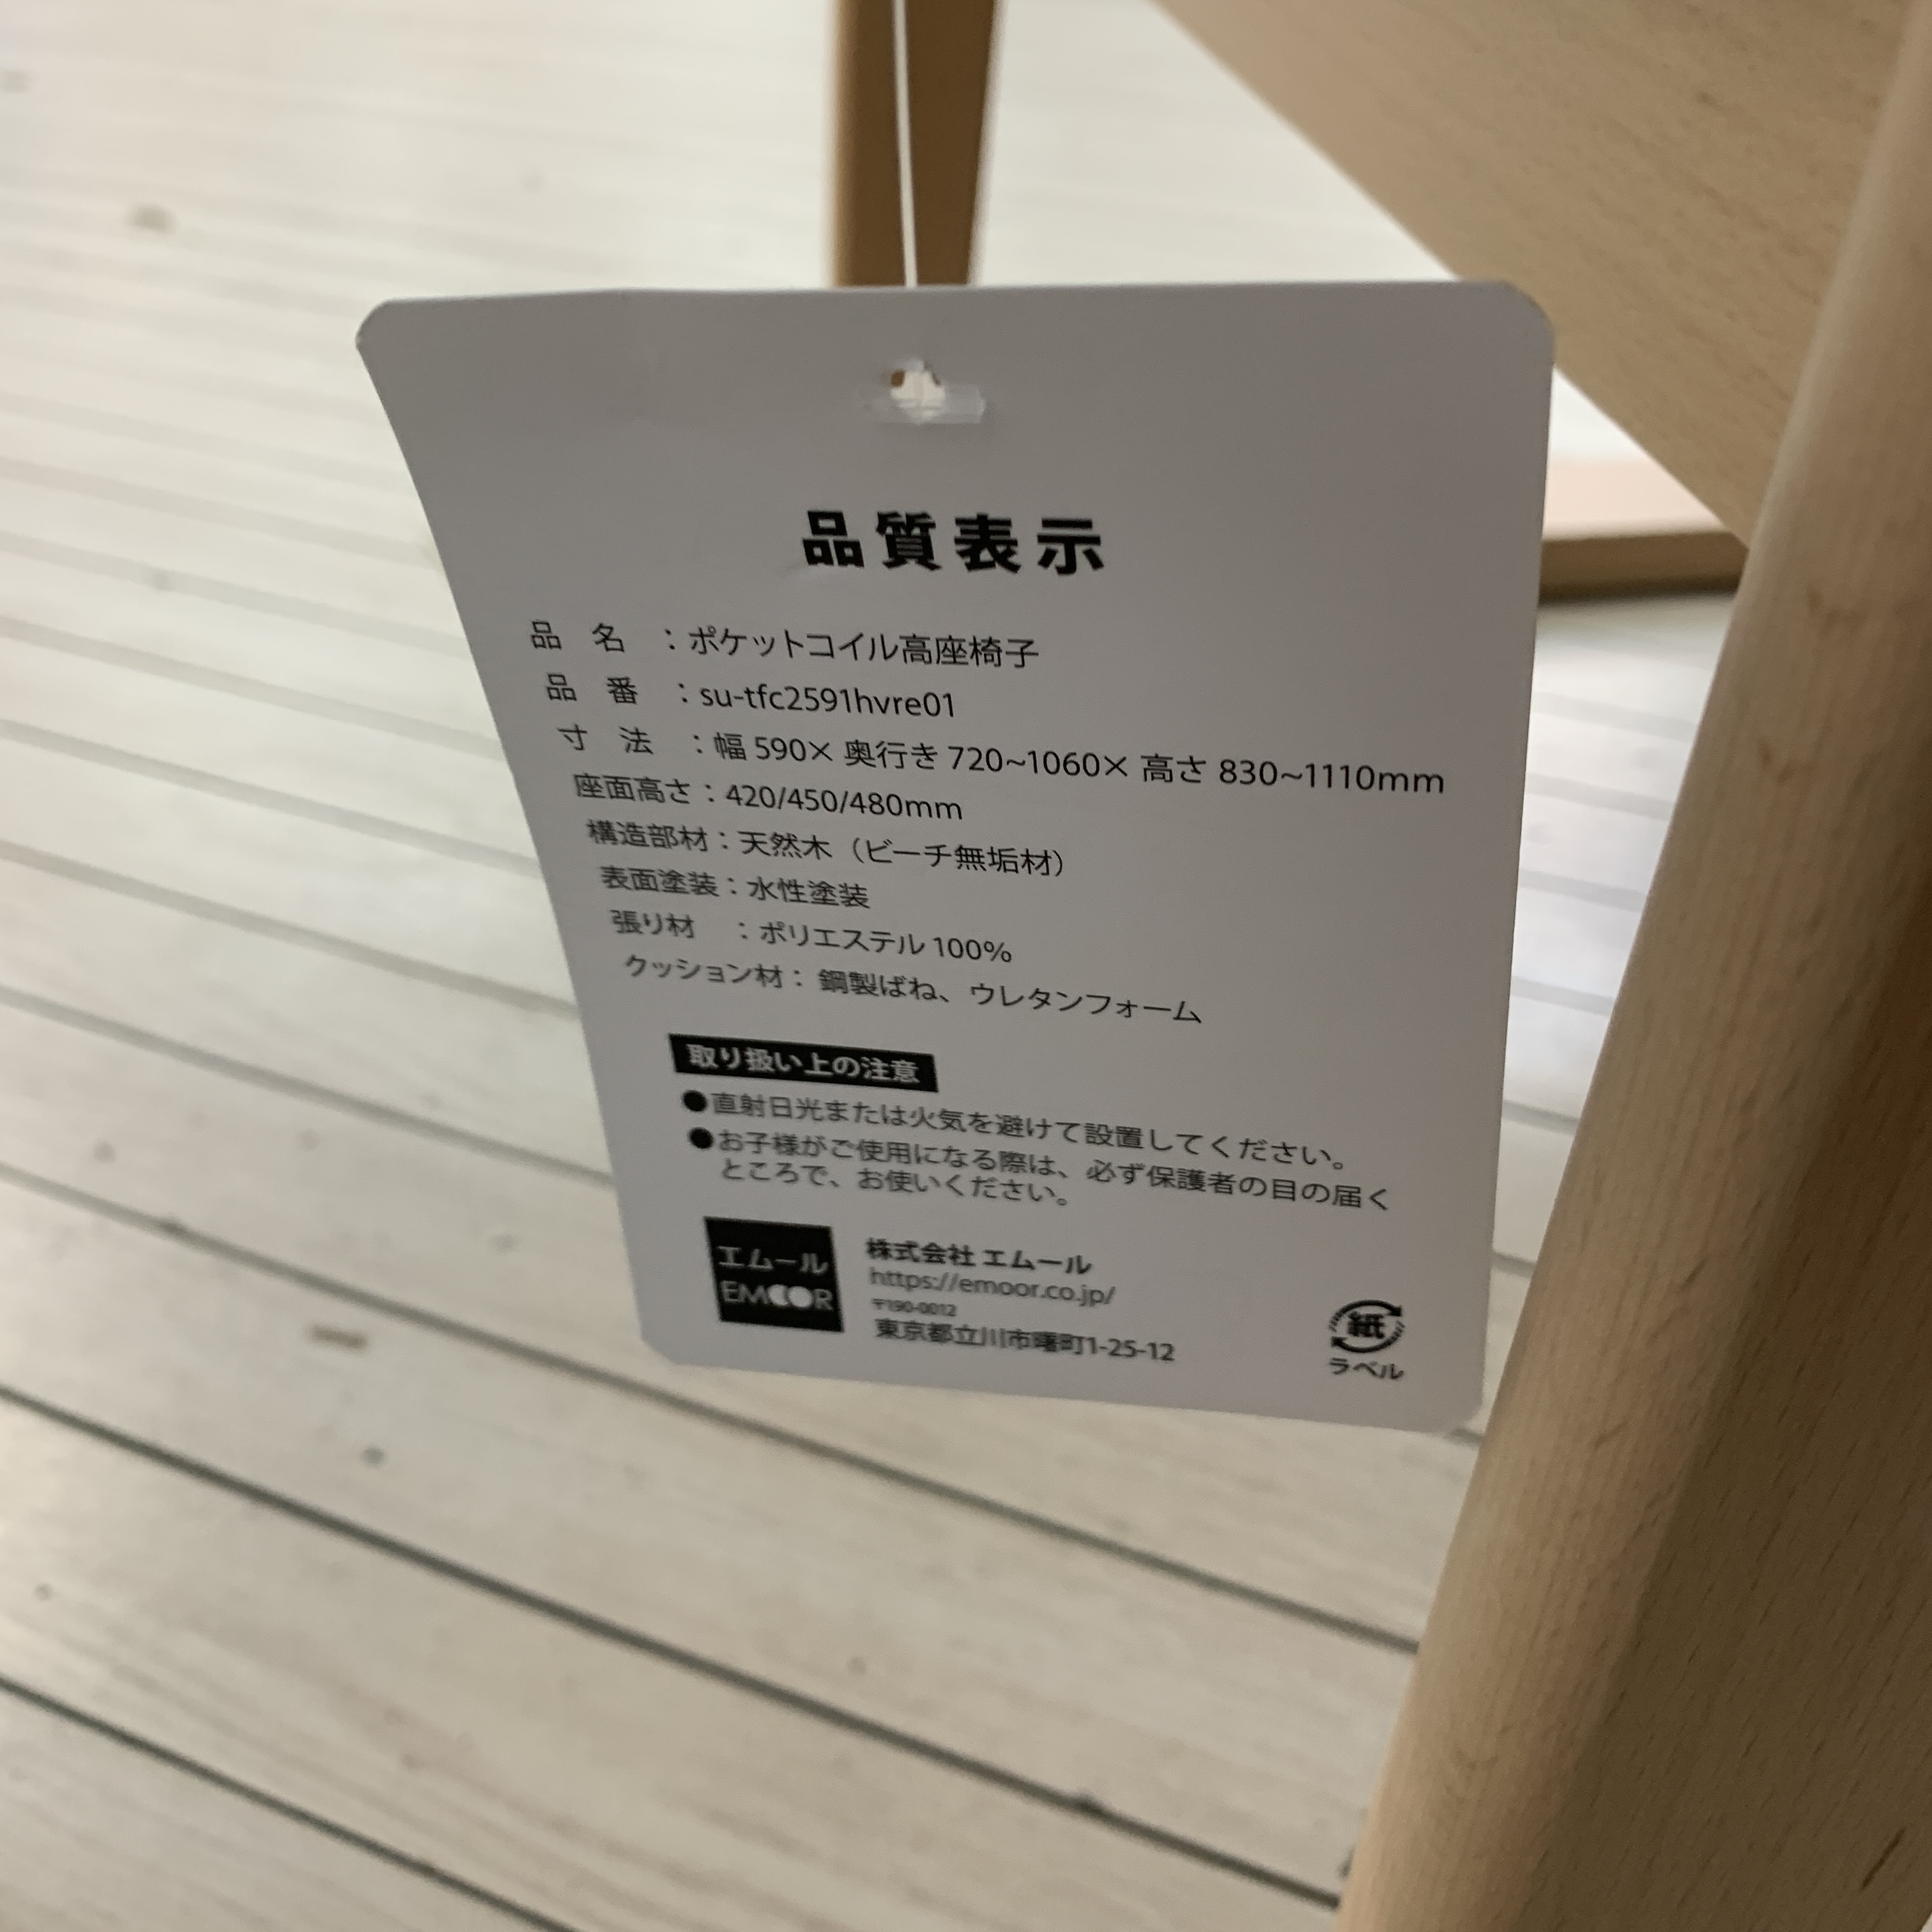 品質表示
品　名　：ポケットコイル高座椅子
品　番　：su-tfc2591hvre01
寸　法　：幅 590× 奥行き 720~1060× 高さ 830~1110mm
座面高さ：420/450/480mm
構造部材：天然木（ビーチ無垢材）
表面塗装：水性塗装
張り材　：ポリエステル 100%
クッション材： 鋼製ばね、ウレタンフォーム
取り扱い上の注意
●直射日光または火気を避けて設置してください。
●お子様がご使用になる際は、必ず保護者の目の届く
ところで、お使いください。
エムール
EMOOR
株式会社 エムール
https://emoor.co.jp/
〒190-0012
東京都立川市曙町1-25-12
紙
ラベル